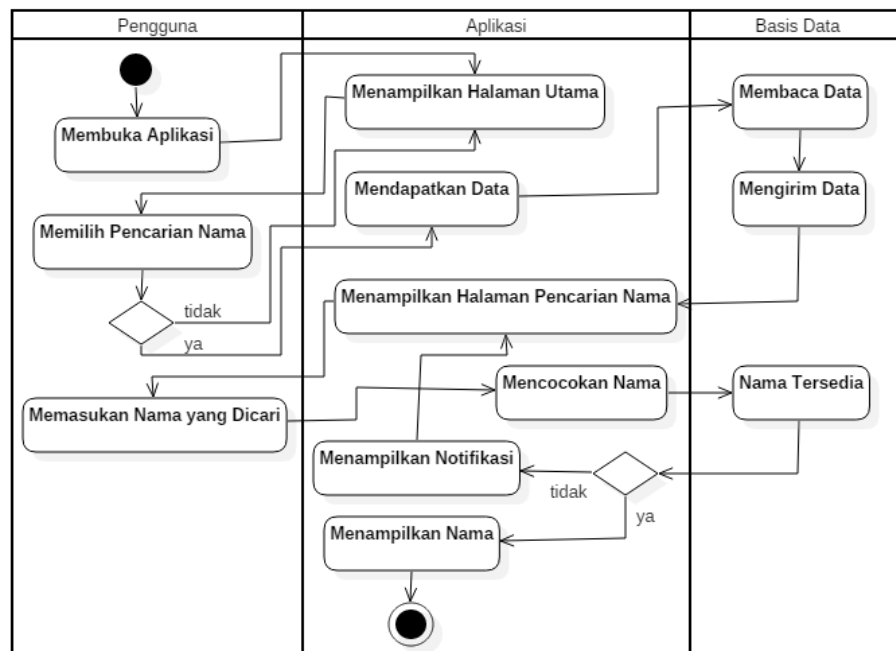 Pengguna
Aplikasi
Basis Data
Membuka Aplikasi
Menampilkan Halaman Utama
Membaca Data
Memilih Pencarian Nama
Mendapatkan Data
Mengirim Data
tidak
ya
Menampilkan Halaman Pencarian Nama
Memasukan Nama yang Dicari
Mencocokan Nama
Nama Tersedia
Menampilkan Notifikasi
tidak
ya
Menampilkan Nama